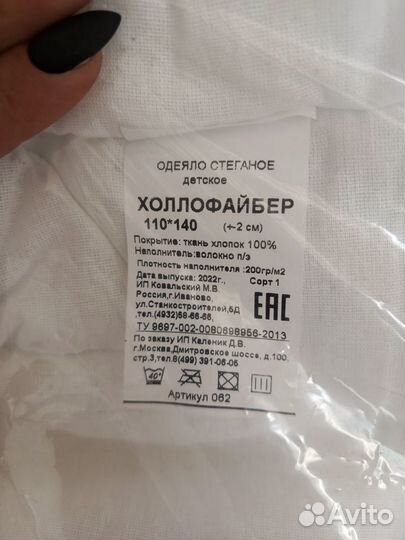 ОДЕЯЛО СТЕГАНОЕ
детское
ХОЛЛОФАЙБЕР
110*140 (+-2 см)
Покрытие: ткань хлопок 100%
Наполнитель:волокно п/э
Плотность наполнителя :200гр/м2
Дата выпуска: 2022г., Сорт 1
ИП Ковальский М.В.
Россия,г.Иваново,
ул.Станкостроителей,5Д
,тел.(4932)58-66-68,
EAC
ТУ 9697-002-0080698956-2013
По заказу ИП Каленик Д.В.
г.Москва,Дмитровское шоссе, д.100,
стр.3,тел.8(499) 391-06-05
40°
Артикул 062
Avito